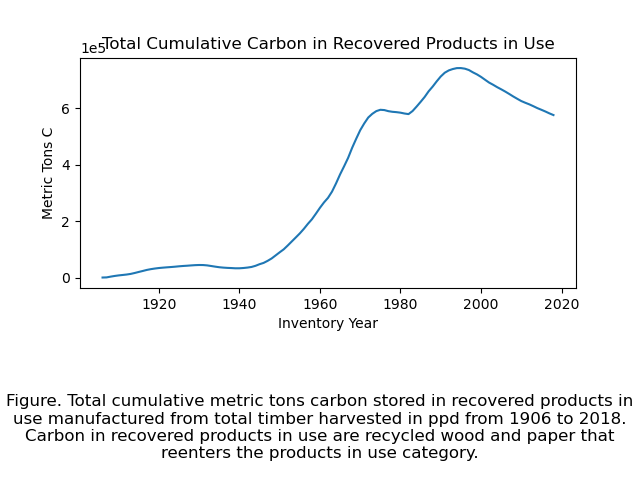 Total Cumulative Carbon in Recovered Products in Use
1e5
6
4
2
0
Metric Tons C
1920 1940 1960 1980 2000 2020
Inventory Year
Figure. Total cumulative metric tons carbon stored in recovered products in
use manufactured from total timber harvested in ppd from 1906 to 2018.
Carbon in recovered products in use are recycled wood and paper that
reenters the products in use category.